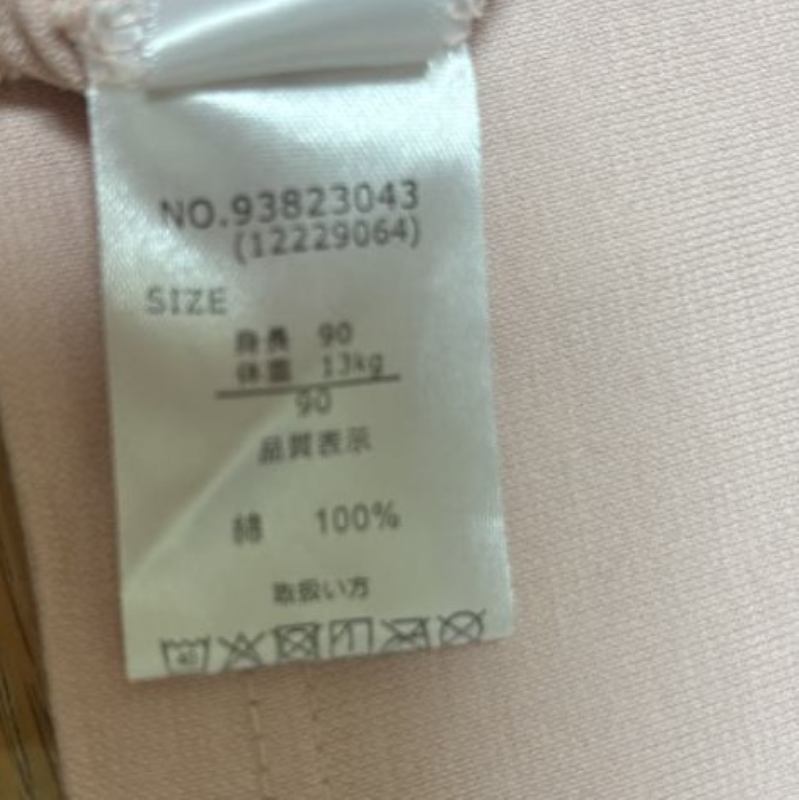 NO.93823043
(12229064)
SIZE
身長 90
体重 13kg
90
品質表示
綿 100%
取扱い方
40